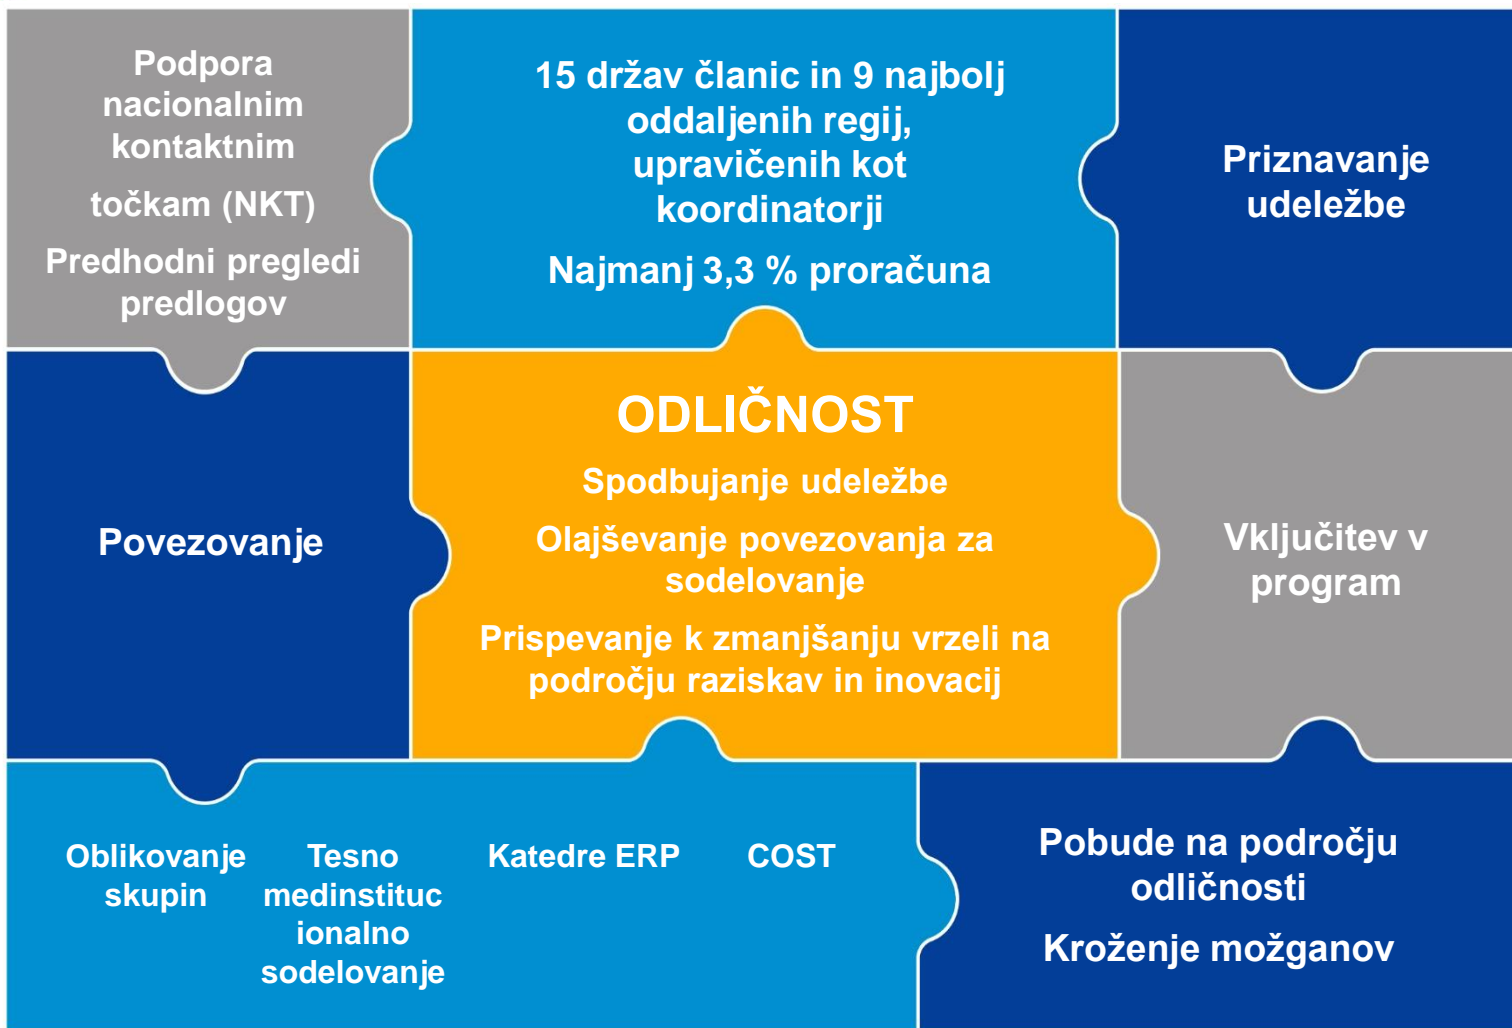 Podpora
nacionalnim
kontaktnim
točkam (NKT)
Predhodni pregledi
predlogov
15 držav članic in 9 najbolj
oddaljenih regij,
upravičenih kot
koordinatorji
Najmanj 3,3 % proračuna
Priznavanje
udeležbe
Povezovanje
ODLIČNOST
Spodbujanje udeležbe
Olajševanje povezovanja za
sodelovanje
Prispevanje k zmanjšanju vrzeli na
področju raziskav in inovacij
Vključitev v
program
Oblikovanje
skupin
Tesno
medinstituc
ionalno
sodelovanje
Katedre ERP
COST
Pobude na področju
odličnosti
Kroženje možganov